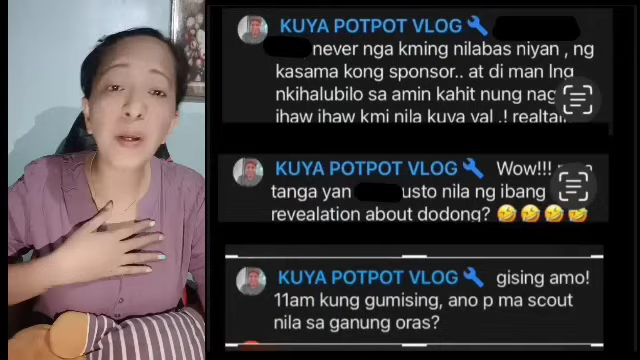 KUYA POTPOT VLOG
never nga kming nilabas niyan , ng
kasama kong sponsor.. at di man lng
nkihalubilo sa amin kahit nung nag
ihaw ihaw kmi nila kuya val .! realtalk
KUYA POTPOT VLOG Wow!!!
tanga yan usto nila ng ibang
revealation about dodong?
KUYA POTPOT VLOG gising amo!
11am kung gumising, ano p ma scout
nila sa ganung oras?